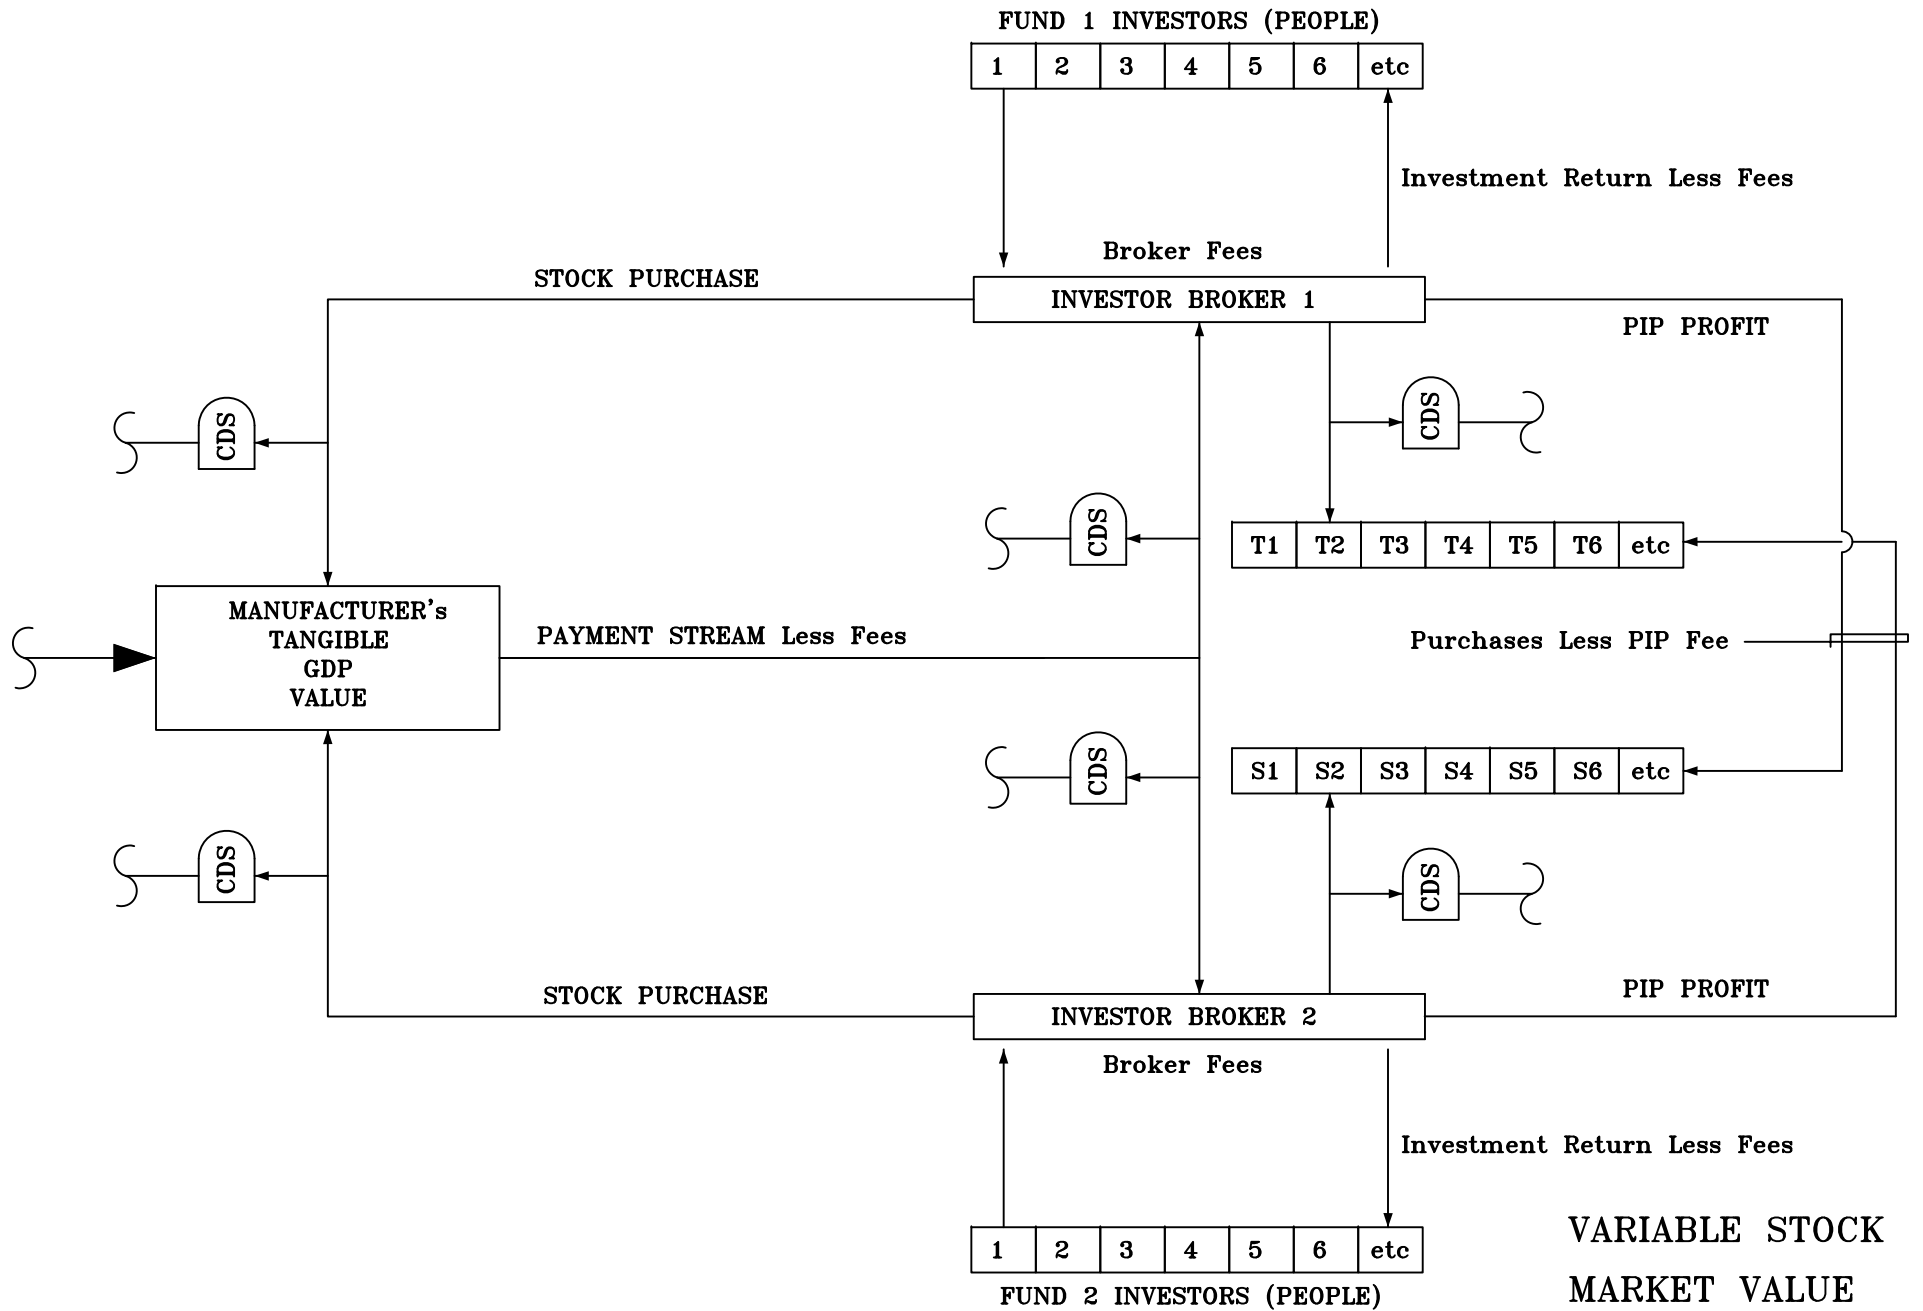 FUND 1 INVESTORS (PEOPLE)
1 2 3 4 5 6 etc
Investment Return Less Fees
Broker Fees
STOCK PURCHASE
INVESTOR BROKER 1
PIP PROFIT
CDS
CDS
CDS
T1 T2 T3 T4 T5 T6 etc
MANUFACTURER's
TANGIBLE
GDP
VALUE
PAYMENT STREAM Less Fees
Purchases Less PIP Fee
CDS
S1 S2 S3 S4 S5 S6 etc
CDS
CDS
STOCK PURCHASE
PIP PROFIT
INVESTOR BROKER 2
Broker Fees
Investment Return Less Fees
1 2 3 4 5 6 etc
FUND 2 INVESTORS (PEOPLE)
VARIABLE STOCK
MARKET VALUE